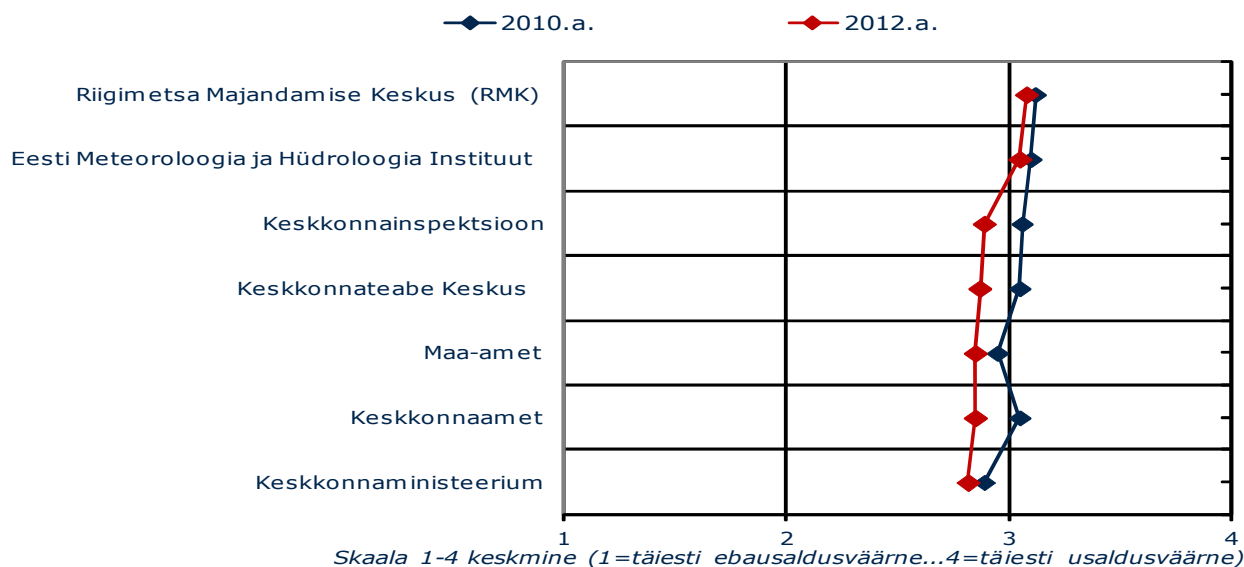 2010.a.
2012.a.
Riigimetsa Majandamise Keskus (RMK)
Eesti Meteoroloogia ja Hüdroloogia Instituut
Keskkonnainspektsioon
Keskkonnateabe Keskus
Maa-amet
Keskkonnaamet
Keskkonnaministeerium
1 2 3 4
Skaala 1-4 keskmine (1=täiesti ebausaldusväärne...4=täiesti usaldusväärne)